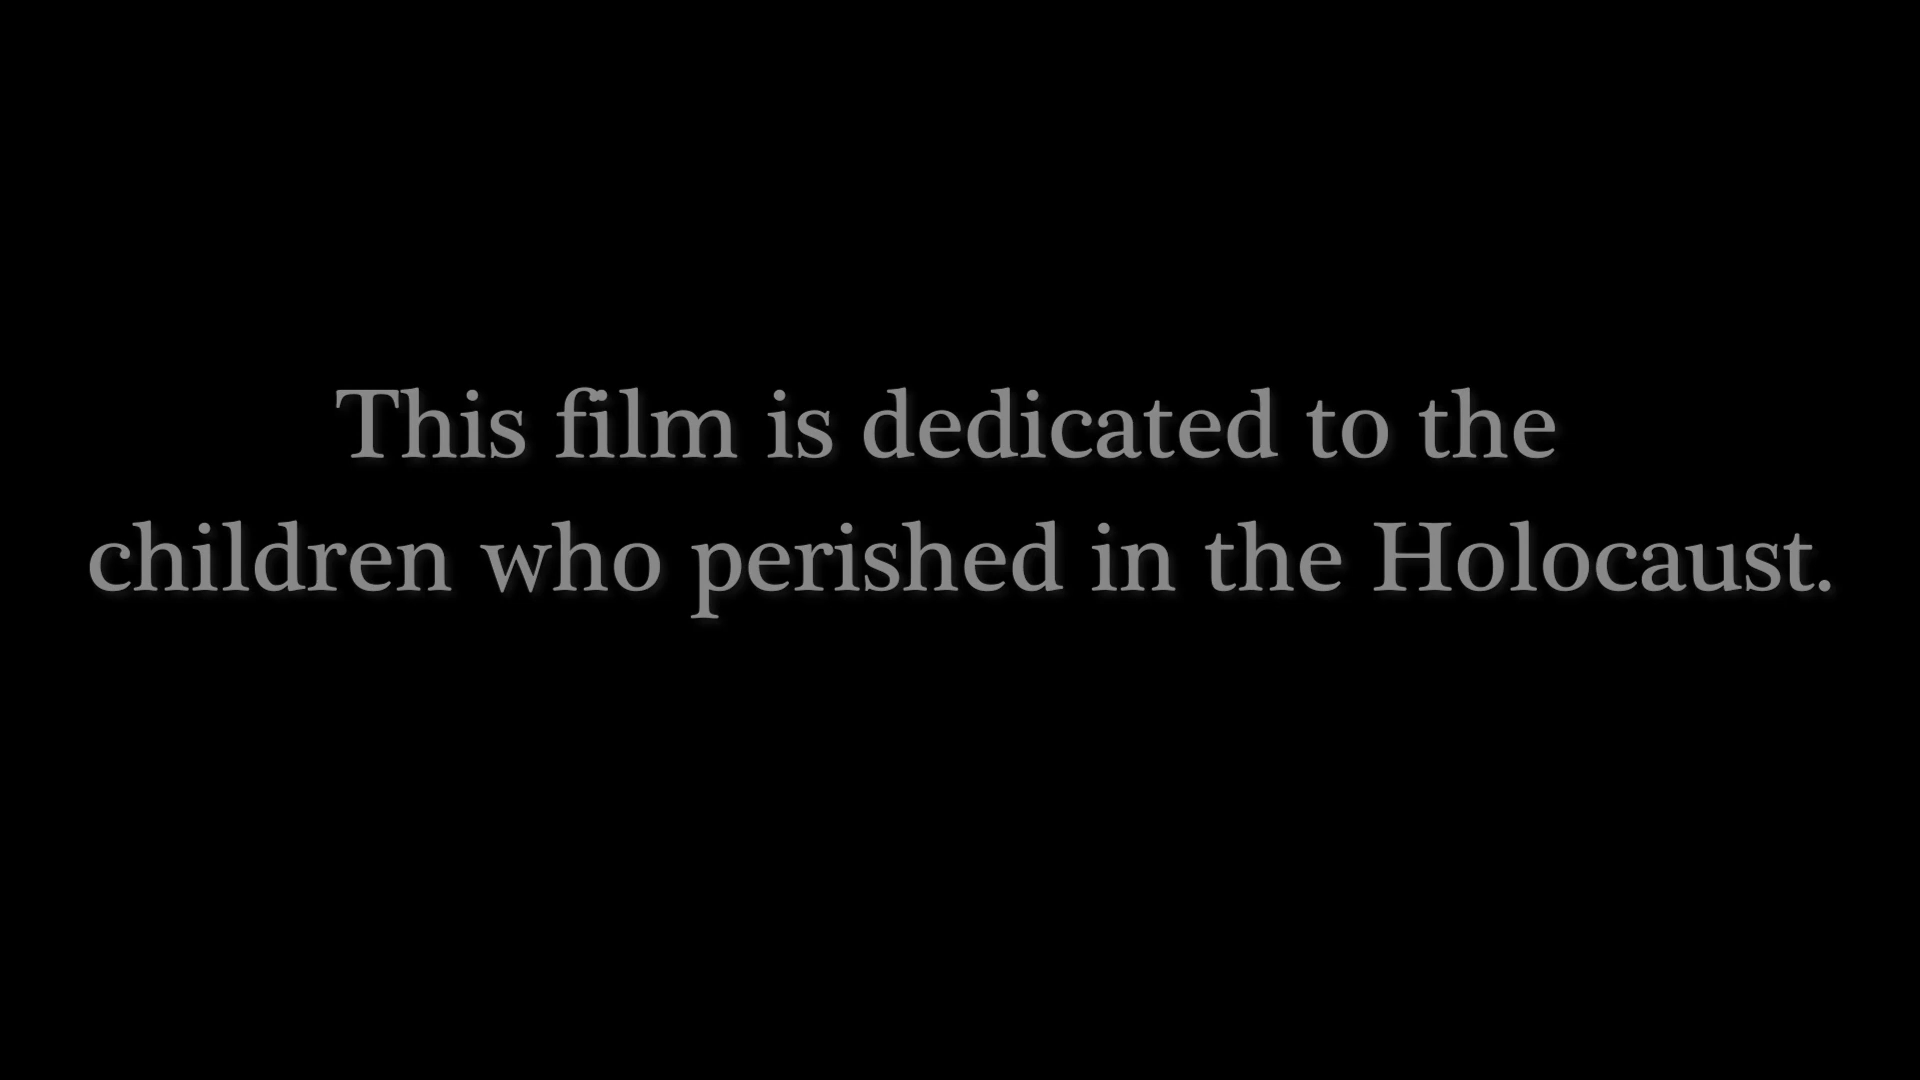 This film is dedicated to the
children who perished in the Holocaust.